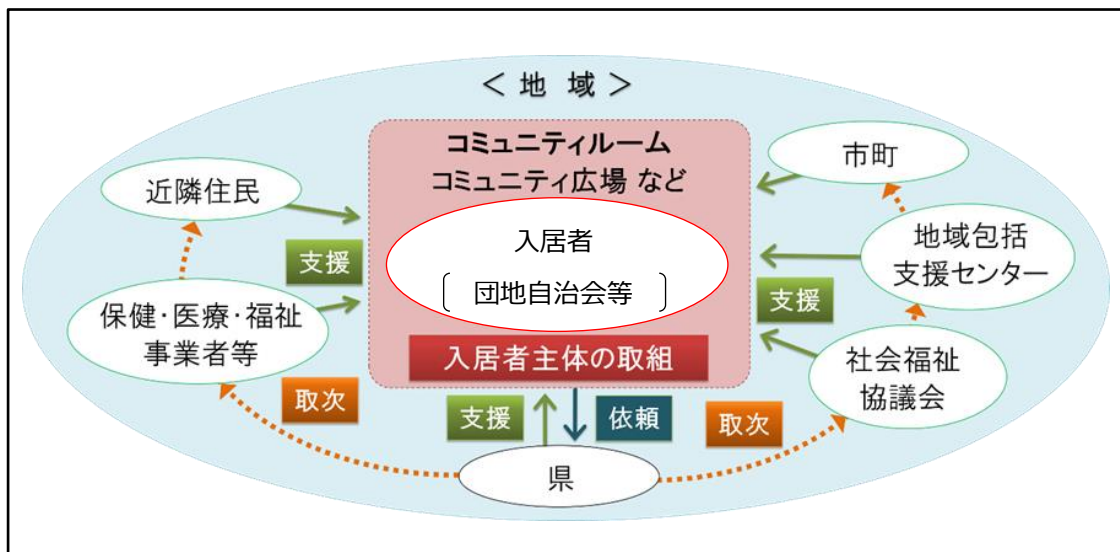 ＜ 地 域 ＞
コミュニティルーム
コミュニティ広場 など
入居者
〔 団地自治会等 〕
入居者主体の取組
近隣住民
支援
保健・医療・福祉
事業者等
取次
市町
地域包括
支援センター
支援
社会福祉
協議会
取次
支援
依頼
県